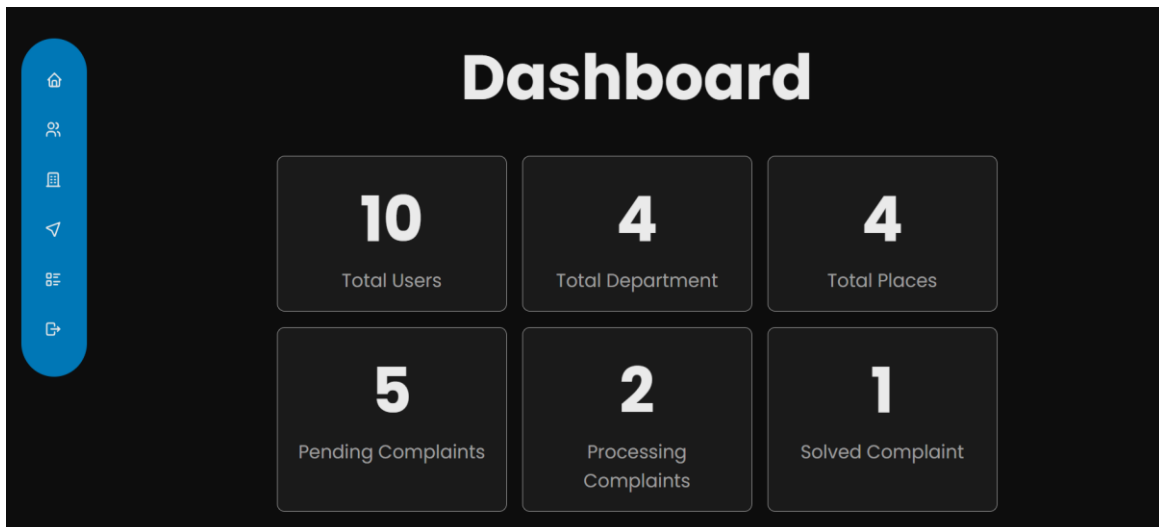 Dashboard
10
Total Users
4
Total Department
4
Total Places
5
Pending Complaints
2
Processing
Complaints
1
Solved Complaint